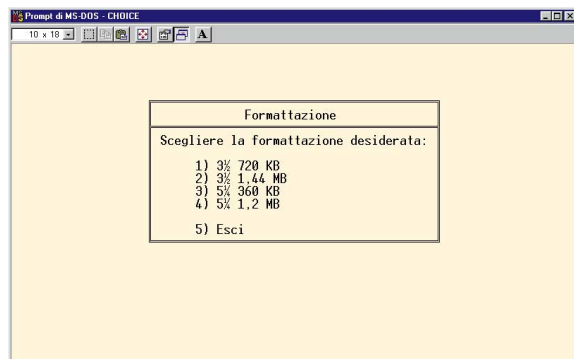 Prompt di MS-DOS - CHOICE
10 x 18
A
Formattazione
Scegliere la formattazione desiderata:
1) 3½ 720 KB
2) 3½ 1,44 MB
3) 5¼ 360 KB
4) 5¼ 1,2 MB
5) Esci